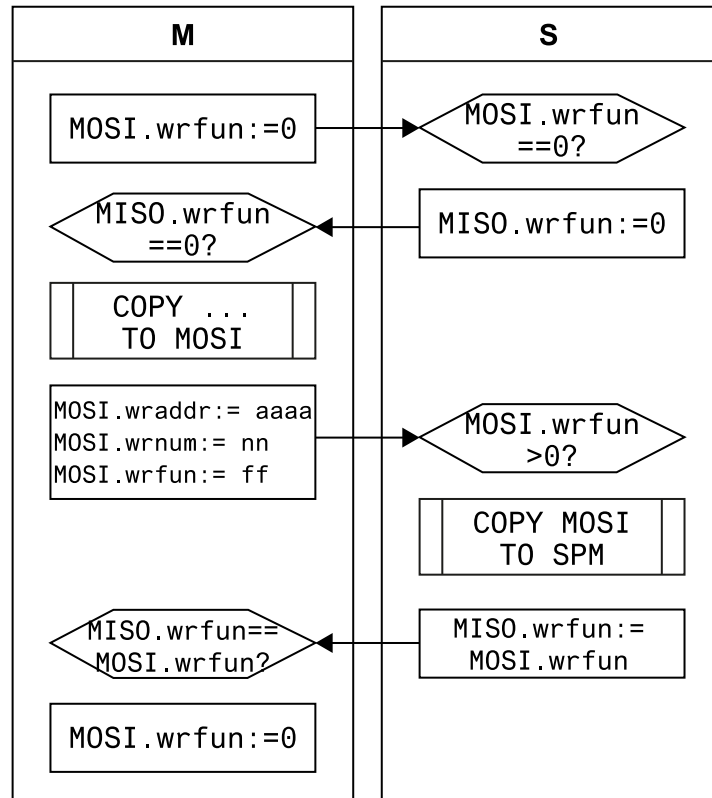 M
S
MOSI.wrfun:=0
MOSI.wrfun
==0?
MISO.wrfun
==0?
MISO.wrfun:=0
COPY ...
TO MOSI
MOSI.wraddr:= aaaa
MOSI.wrnum:= nn
MOSI.wrfun:= ff
MOSI.wrfun
>0?
COPY MOSI
TO SPM
MISO.wrfun==
MOSI.wrfun?
MISO.wrfun:=
MOSI.wrfun
MOSI.wrfun:=0